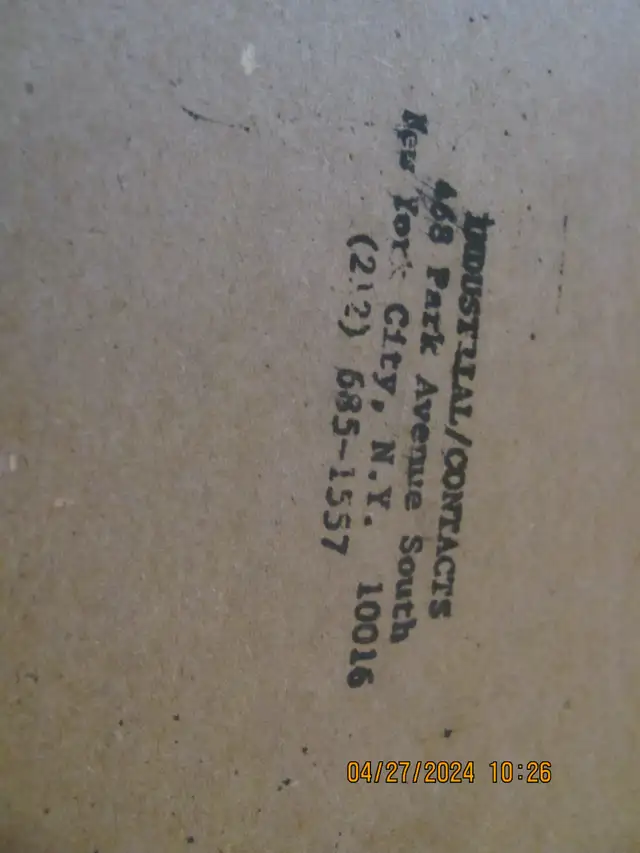 INDUSTRIAL/CONTACTS
468 Park Avenue South
New York City, N.Y. 10016
(212) 685-1557
04/27/2024 10:26